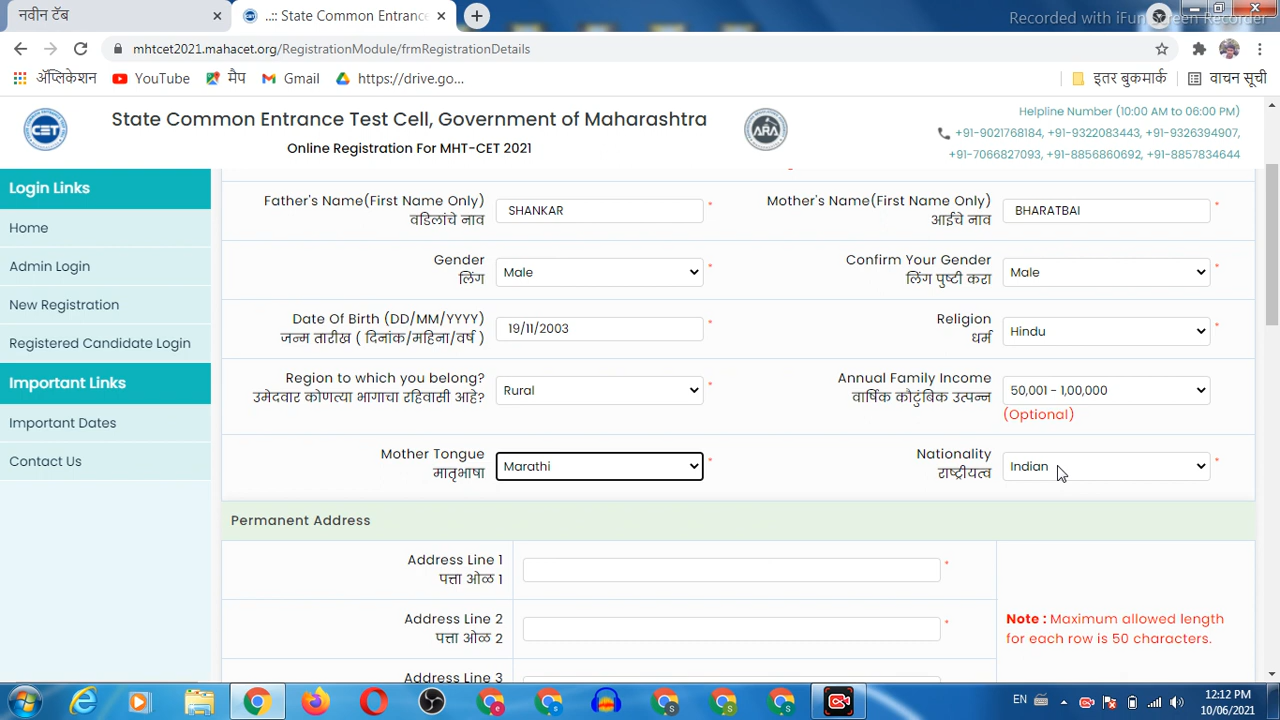 नवीन टॅब
..:: State Common Entrance
Recorded with iFun Screen Recorder
mhtcet2021.mahacet.org/RegistrationModule/frmRegistrationDetails
ॲप्लिकेशन YouTube मॅप Gmail https://drive.go... इतर बुकमार्क वाचन सूची
State Common Entrance Test Cell, Government of Maharashtra
Online Registration For MHT-CET 2021
Helpline Number (10:00 AM to 06:00 PM)
+91-9021768184, +91-9322083443, +91-9326394907,
+91-7066827093, +91-8856860692, +91-8857834644
Login Links
Home
Admin Login
New Registration
Registered Candidate Login
Important Links
Important Dates
Contact Us
Father's Name(First Name Only) SHANKAR * Mother's Name(First Name Only) BHARATBAI *
वडिलांचे नाव आईचे नाव
Gender Male * Confirm Your Gender Male *
लिंग लिंग पुष्टी करा
Date Of Birth (DD/MM/YYYY) 19/11/2003 * Religion Hindu *
जन्म तारीख ( दिनांक/महिना/वर्ष ) धर्म
Region to which you belong? Rural * Annual Family Income 50,001 - 1,00,000
उमेदवार कोणत्या भागाचा रहिवासी आहे? वार्षिक कौटुंबिक उत्पन्न (Optional)
Mother Tongue Marathi * Nationality Indian *
मातृभाषा राष्ट्रीयत्व
Permanent Address
Address Line 1 *
पत्ता ओळ 1
Address Line 2 *
पत्ता ओळ 2
Note : Maximum allowed length
for each row is 50 characters.
Address Line 3
EN 12:12 PM
10/06/2021